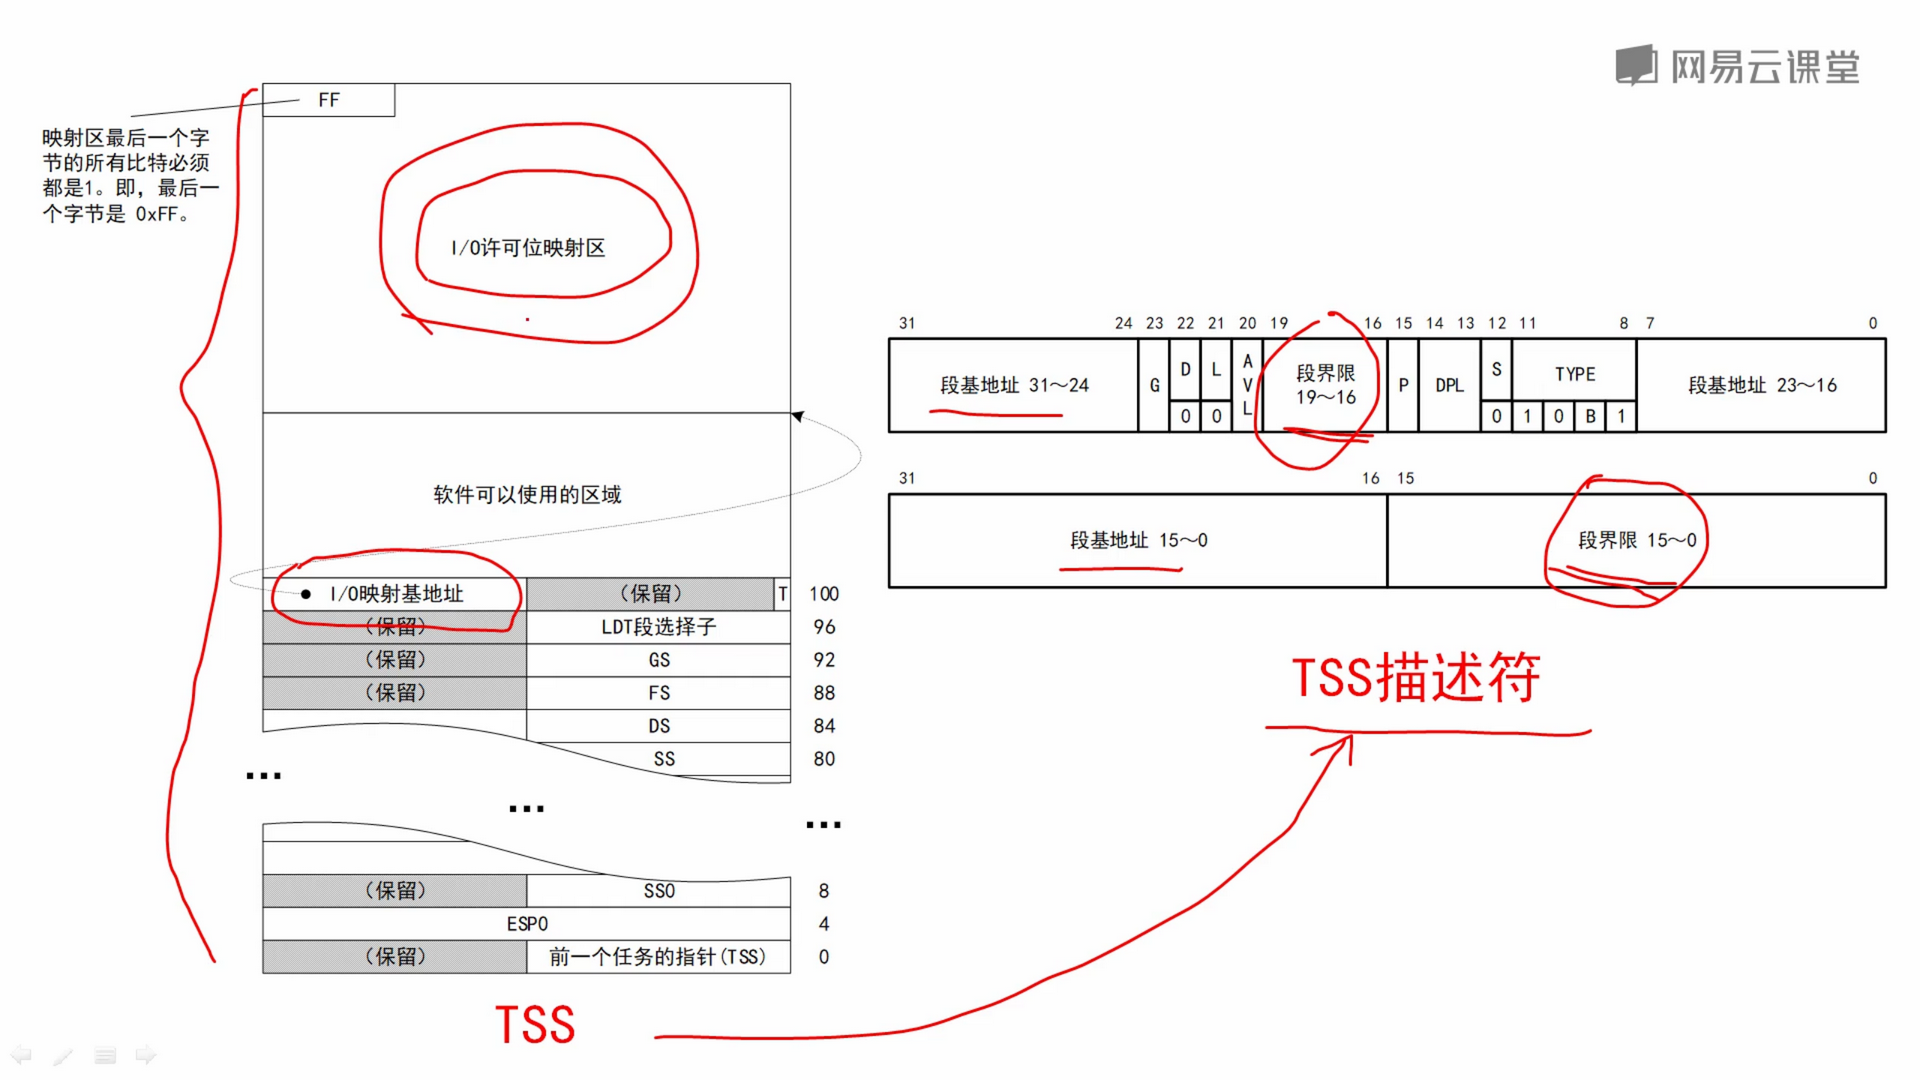 网易云课堂
FF
映射区最后一个字
节的所有比特必须
都是1。即，最后一
个字节是 0xFF。
I/O许可位映射区
软件可以使用的区域
I/O映射基地址 （保留） T 100
（保留） LDT段选择子 96
（保留） GS 92
（保留） FS 88
DS 84
SS 80
... ... ...
（保留） SS0 8
ESP0 4
（保留） 前一个任务的指针(TSS) 0
TSS
31 24 23 22 21 20 19 16 15 14 13 12 11 8 7 0
段基地址 31～24 G D L AVL 段界限 19～16 P DPL S TYPE 段基地址 23～16
0 0 0 1 0 B 1
31 16 15 0
段基地址 15～0 段界限 15～0
TSS描述符